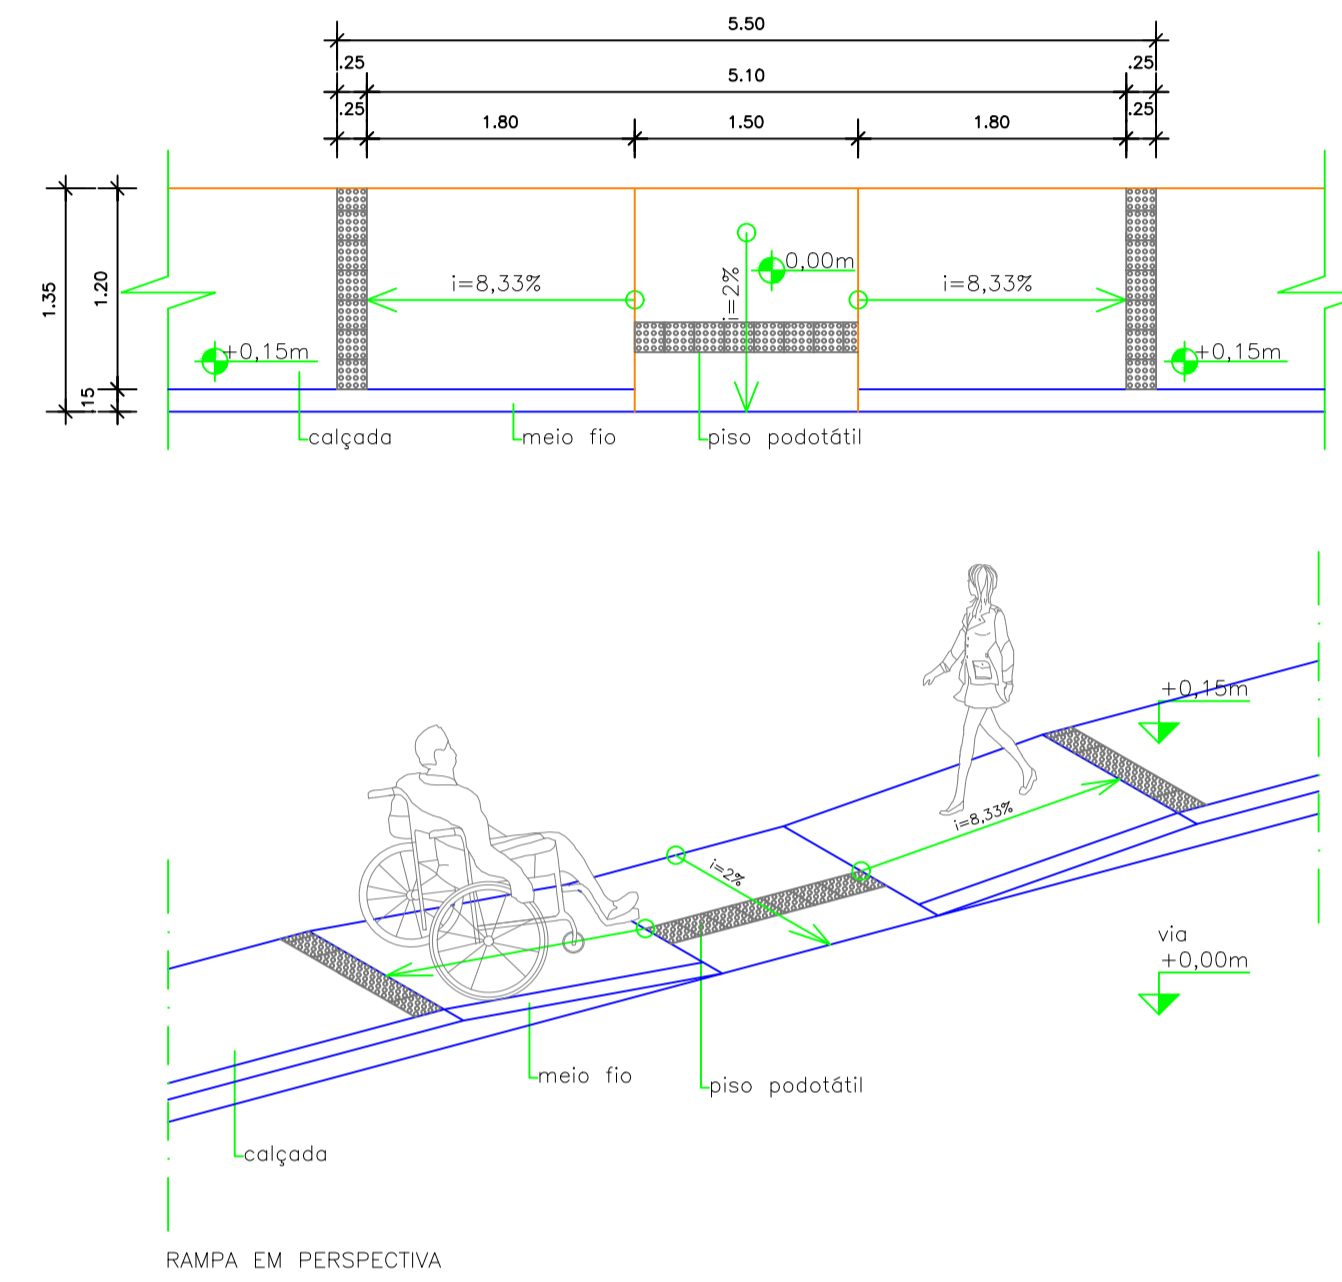 5.50
.25
5.10
.25
.25
1.80
1.50
1.80
.25
1.35
1.20
.15
i=8,33%
i=2%
0,00m
i=8,33%
+0,15m
+0,15m
calçada
meio fio
piso podotátil
+0,15m
i=8,33%
i=2%
via
+0,00m
meio fio
piso podotátil
calçada
RAMPA EM PERSPECTIVA